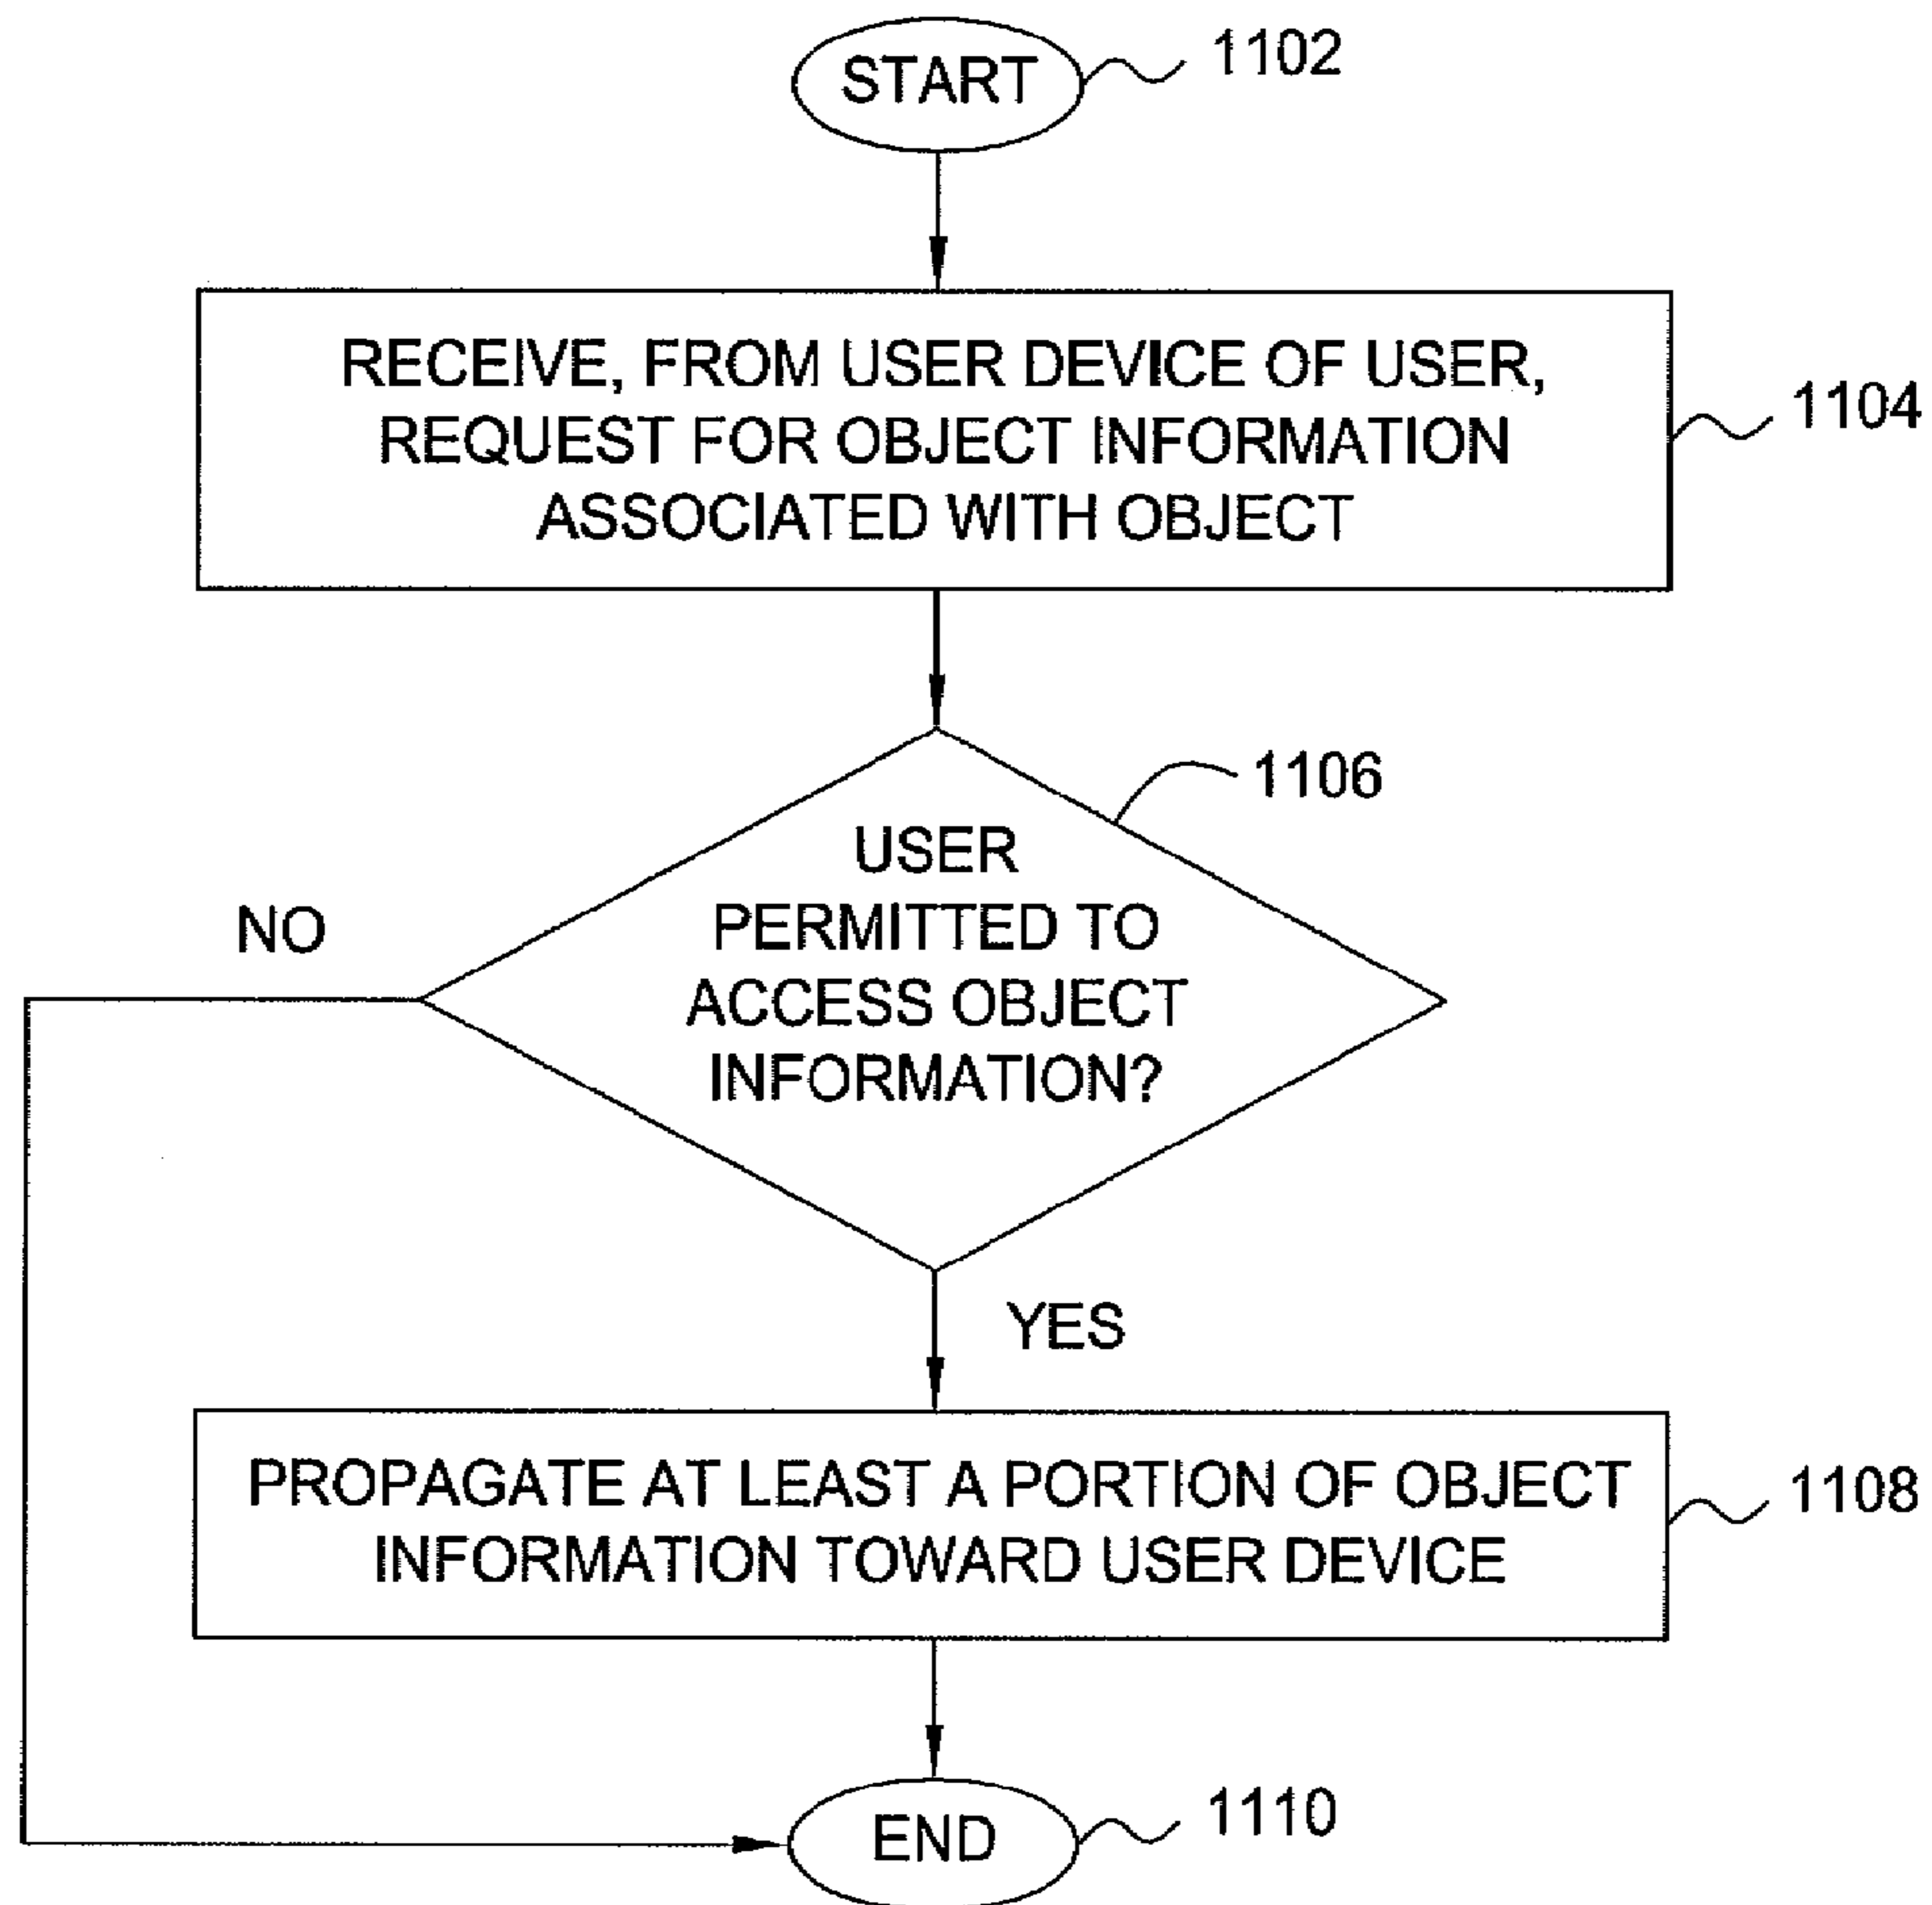 START
1102
RECEIVE, FROM USER DEVICE OF USER,
REQUEST FOR OBJECT INFORMATION
ASSOCIATED WITH OBJECT
1104
1106
USER
PERMITTED TO
ACCESS OBJECT
INFORMATION?
NO
YES
PROPAGATE AT LEAST A PORTION OF OBJECT
INFORMATION TOWARD USER DEVICE
1108
END
1110